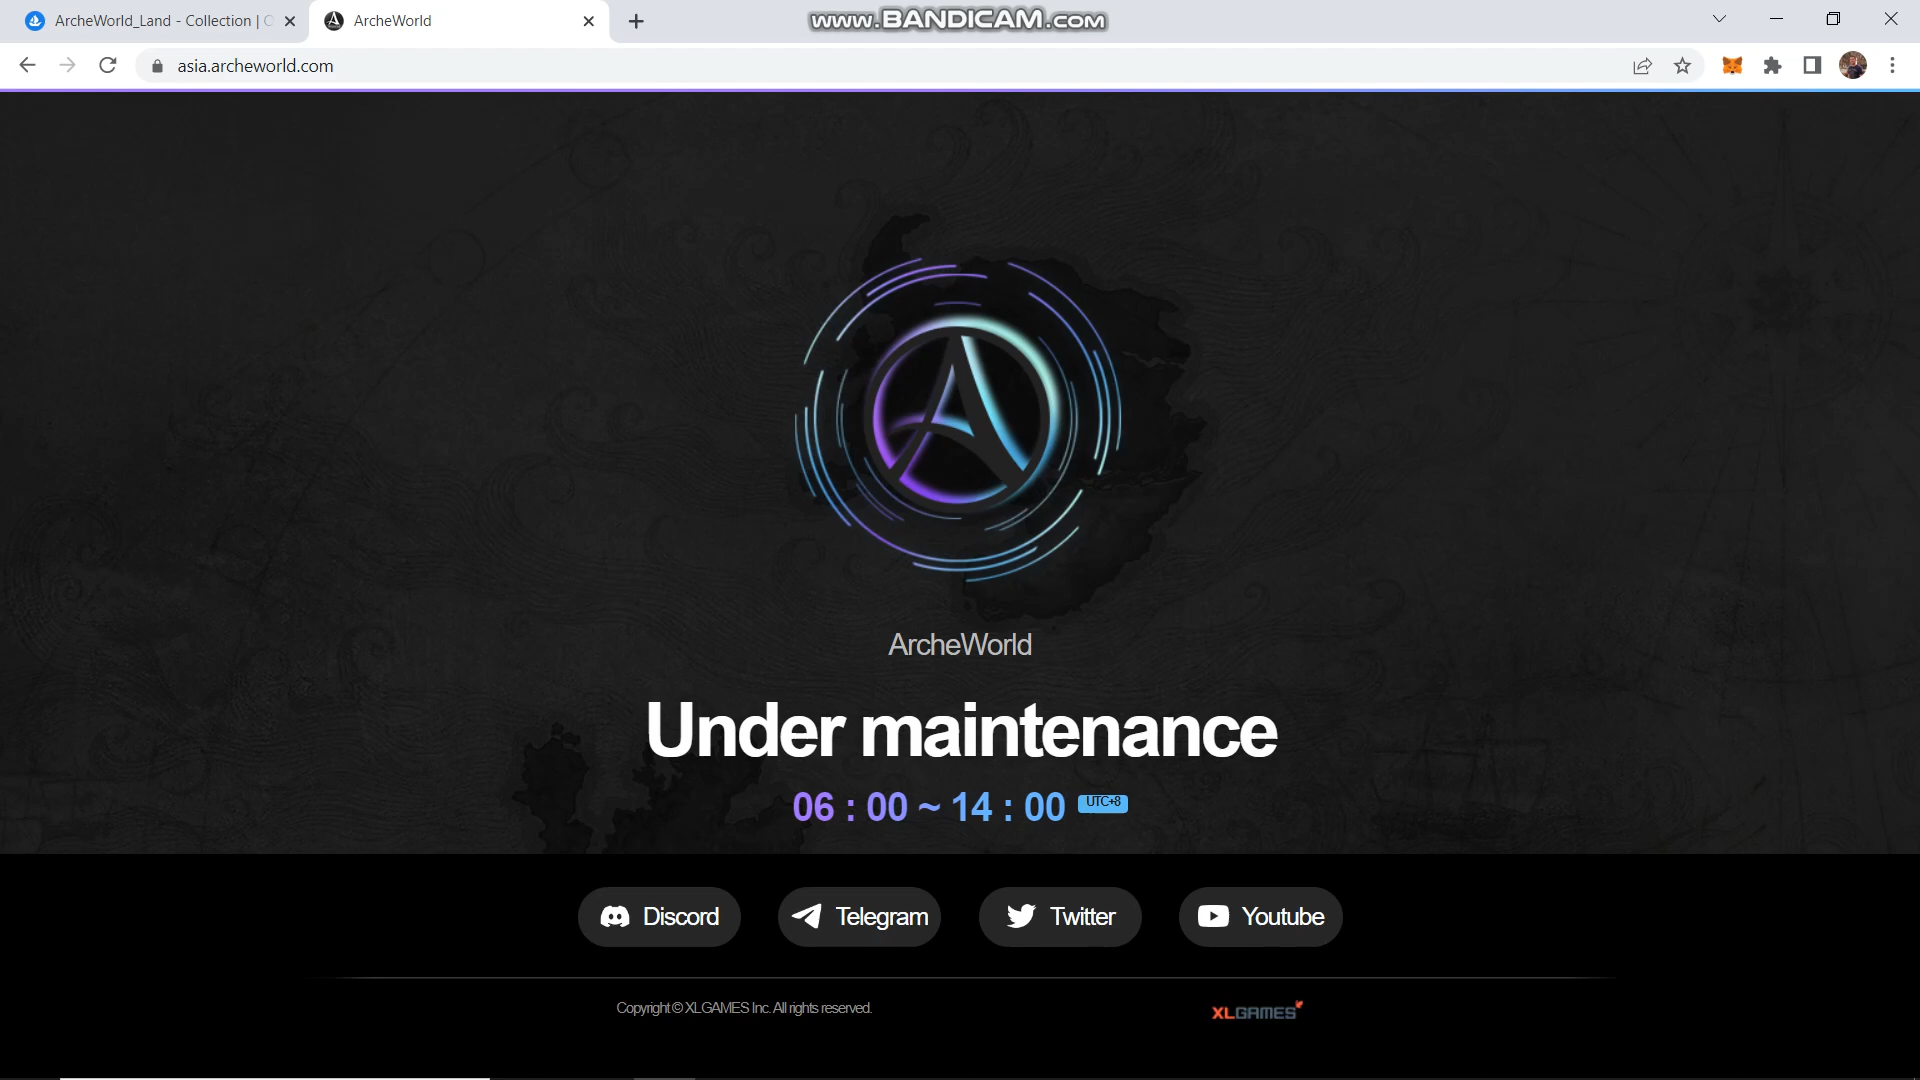 ArcheWorld_Land - Collection |
ArcheWorld
www.BANDICAM.com
asia.archeworld.com
ArcheWorld
Under maintenance
06 : 00 ~ 14 : 00 UTC+8
Discord
Telegram
Twitter
Youtube
Copyright © XLGAMES Inc. All rights reserved.
XLGAMES